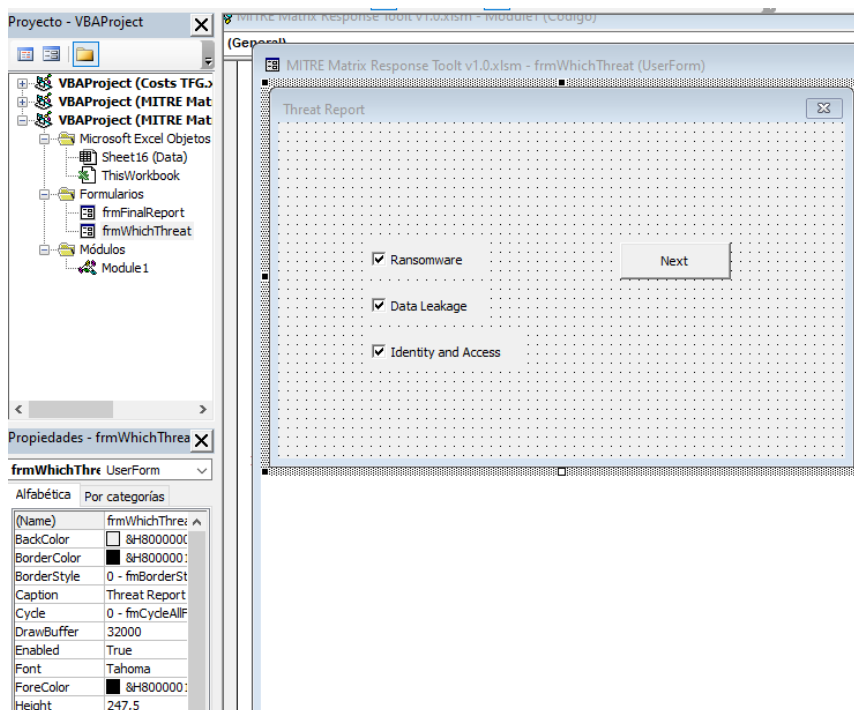 Proyecto - VBAProject
MITRE Matrix Response Toolt v1.0.xlsm - Module1 (Código)
(General)
VBAProject (Costs TFG.x
VBAProject (MITRE Mat
VBAProject (MITRE Mat
Microsoft Excel Objetos
Sheet16 (Data)
ThisWorkbook
Formularios
frmFinalReport
frmWhichThreat
Módulos
Module1
MITRE Matrix Response Toolt v1.0.xlsm - frmWhichThreat (UserForm)
Threat Report
Ransomware
Next
Data Leakage
Identity and Access
Propiedades - frmWhichThrea
frmWhichThre UserForm
Alfabética Por categorías
(Name) frmWhichThrea
BackColor &H8000000
BorderColor &H8000001
BorderStyle 0 - fmBorderSt
Caption Threat Report
Cycle 0 - fmCycleAllF
DrawBuffer 32000
Enabled True
Font Tahoma
ForeColor &H8000001
Height 247,5